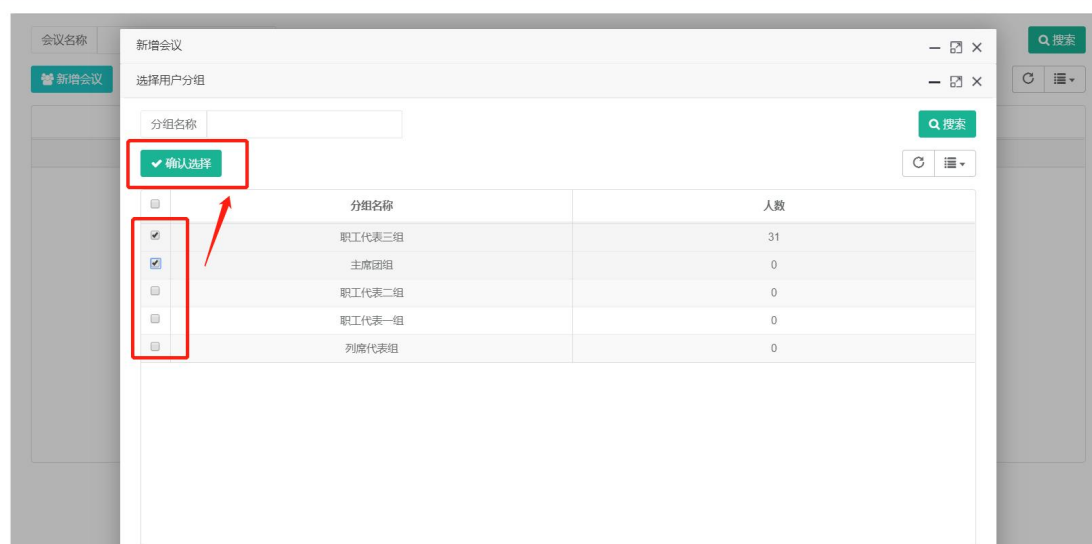 会议名称
搜索
新增会议
新增会议
选择用户分组
分组名称
搜索
确认选择
分组名称 人数
职工代表三组 31
主席团组 0
职工代表二组 0
职工代表一组 0
列席代表组 0